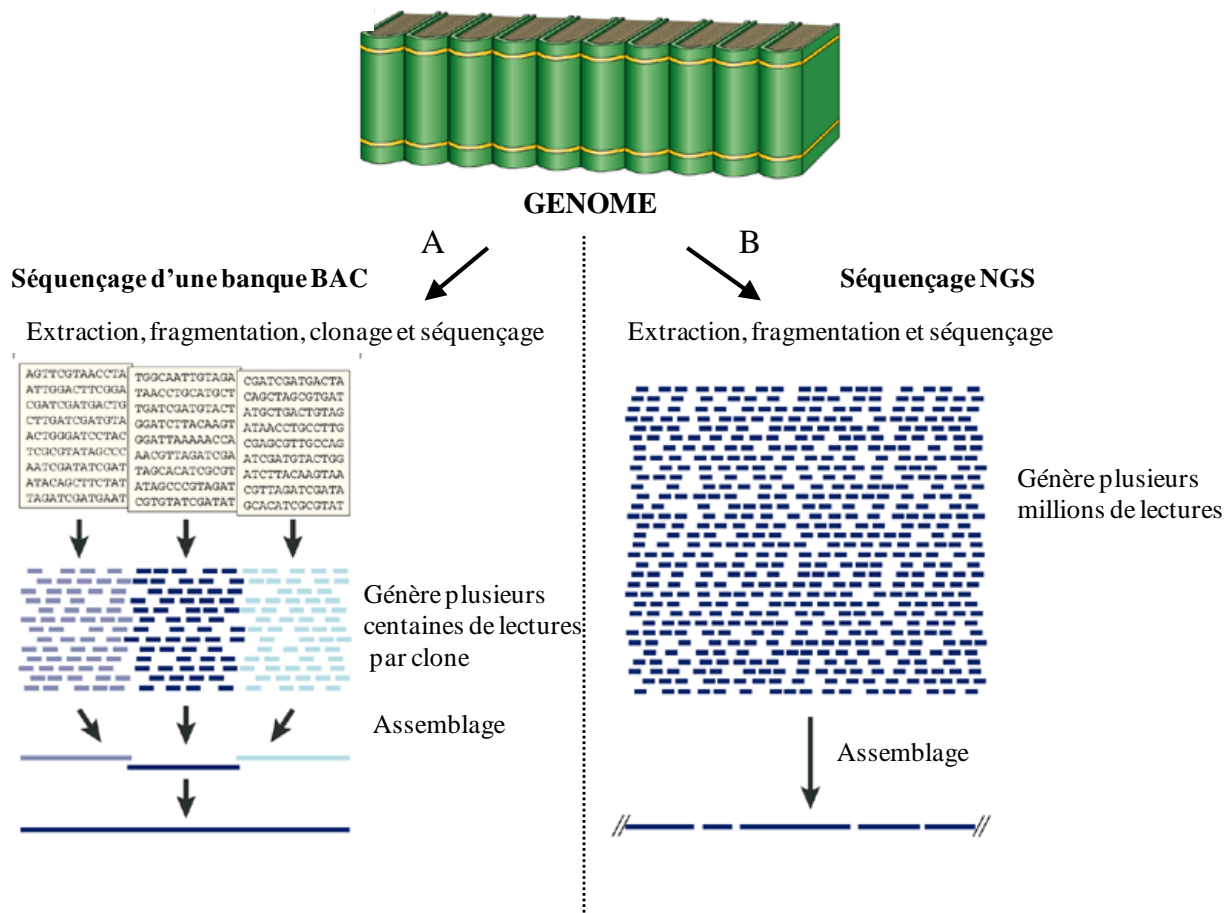 GENOME
A
B
Séquençage d'une banque BAC
Séquençage NGS
Extraction, fragmentation, clonage et séquençage
Extraction, fragmentation et séquençage
AGTTCGTAACCTA
ATTGGACTTCGGA
CGATCGATGACTG
CTTGATCGATGTA
ACTGGGATCCTAC
TCGCGTATAGCCC
AATCGATATCGAT
ATACAGCTTCTAT
TAGATCGATGAAT
TGGCAATTGTAGA
TAACCTGCATGCT
TGATCGATGTACT
GGATCTTACAAGT
GGATTAAAAACCA
AACGTTAGATCGA
TAGCACATCGCGT
ATAGCCCGTAGAT
CGTGTATCGATAT
CGATCGATGACTA
CAGCTAGCGTGAT
ATGCTGACTGTAG
ATAACCTGCCTTG
CGAGCGTTGCCAG
ATCGATGTACTGG
ATCTTACAAGTAA
CGTTAGATCGATA
GCACATCGCGTAT
Génère plusieurs
centaines de lectures
par clone
Assemblage
Génère plusieurs
millions de lectures
Assemblage